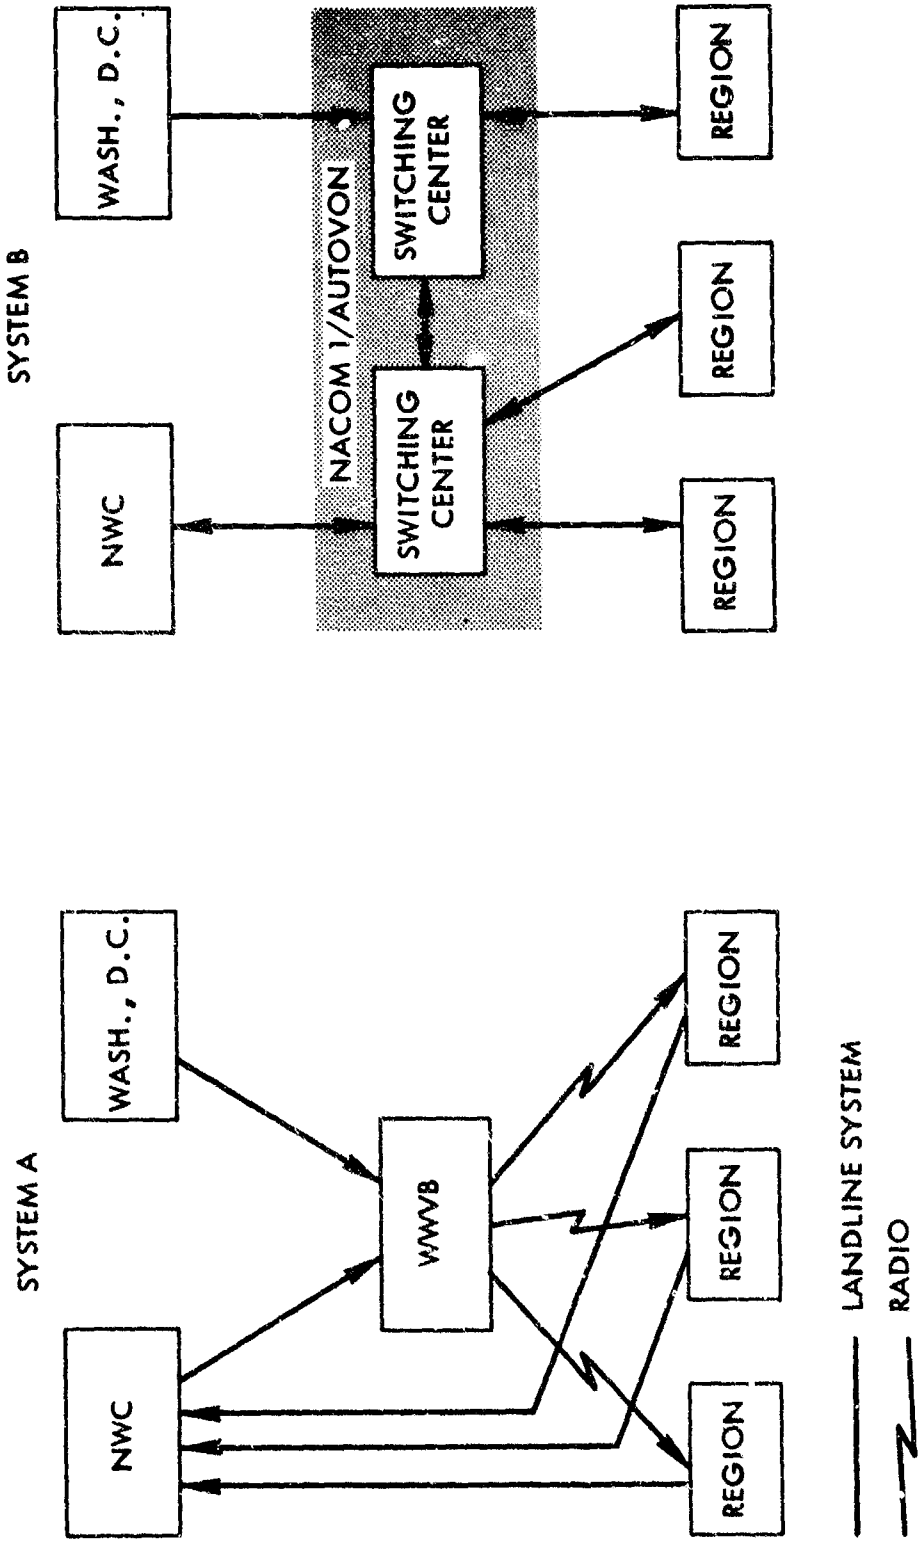 SYSTEM A
NWC
WASH., D.C.
WWVB
REGION
REGION
REGION
LANDLINE SYSTEM
RADIO
SYSTEM B
NWC
WASH., D.C.
NACOM 1/AUTOVON
SWITCHING
CENTER
SWITCHING
CENTER
REGION
REGION
REGION